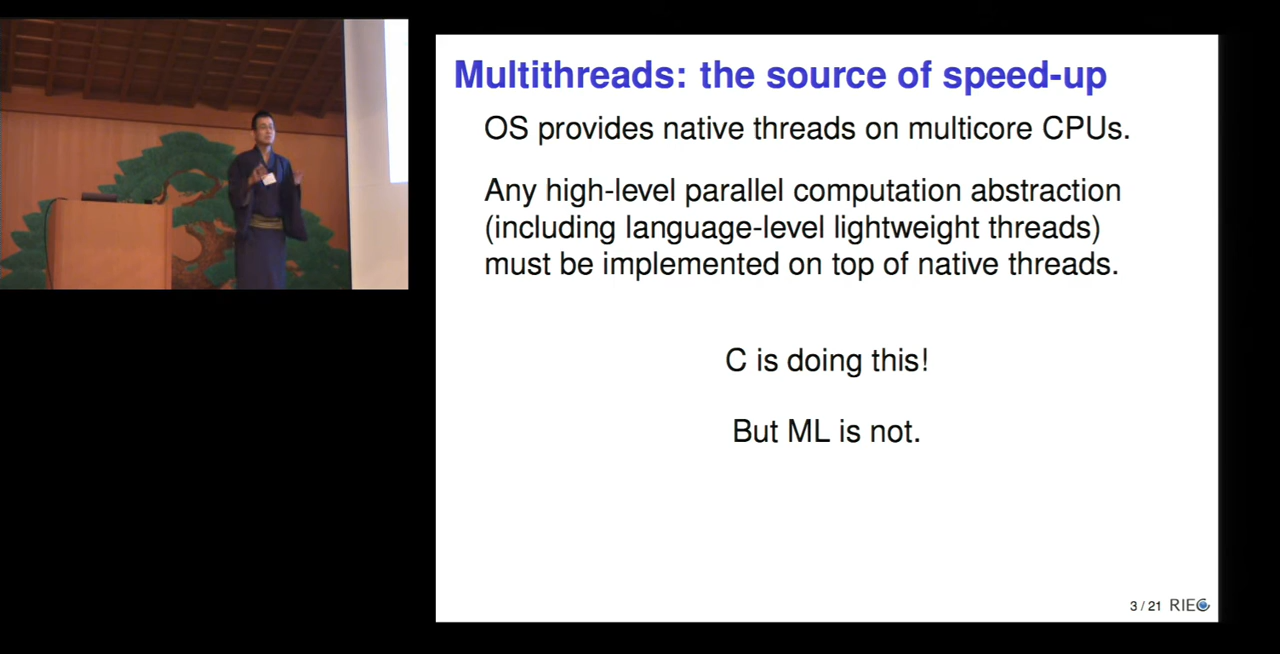 Multithreads: the source of speed-up
OS provides native threads on multicore CPUs.
Any high-level parallel computation abstraction
(including language-level lightweight threads)
must be implemented on top of native threads.
C is doing this!
But ML is not.
3 / 21 RIEC